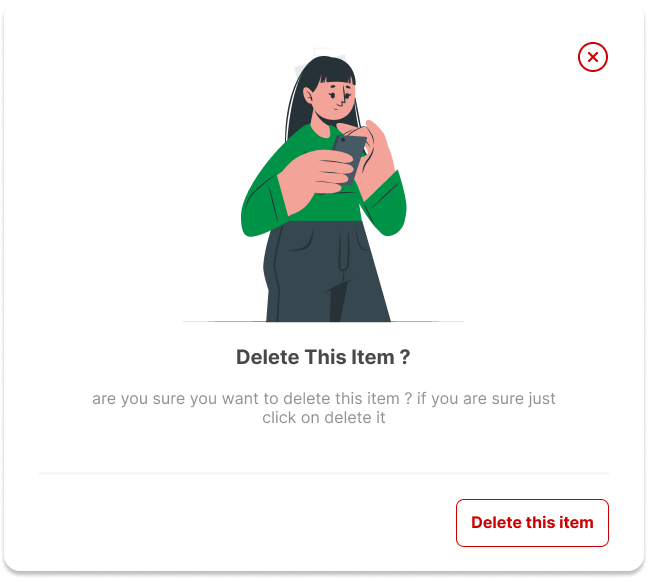 Delete This Item ?
are you sure you want to delete this item ? if you are sure just
click on delete it
Delete this item